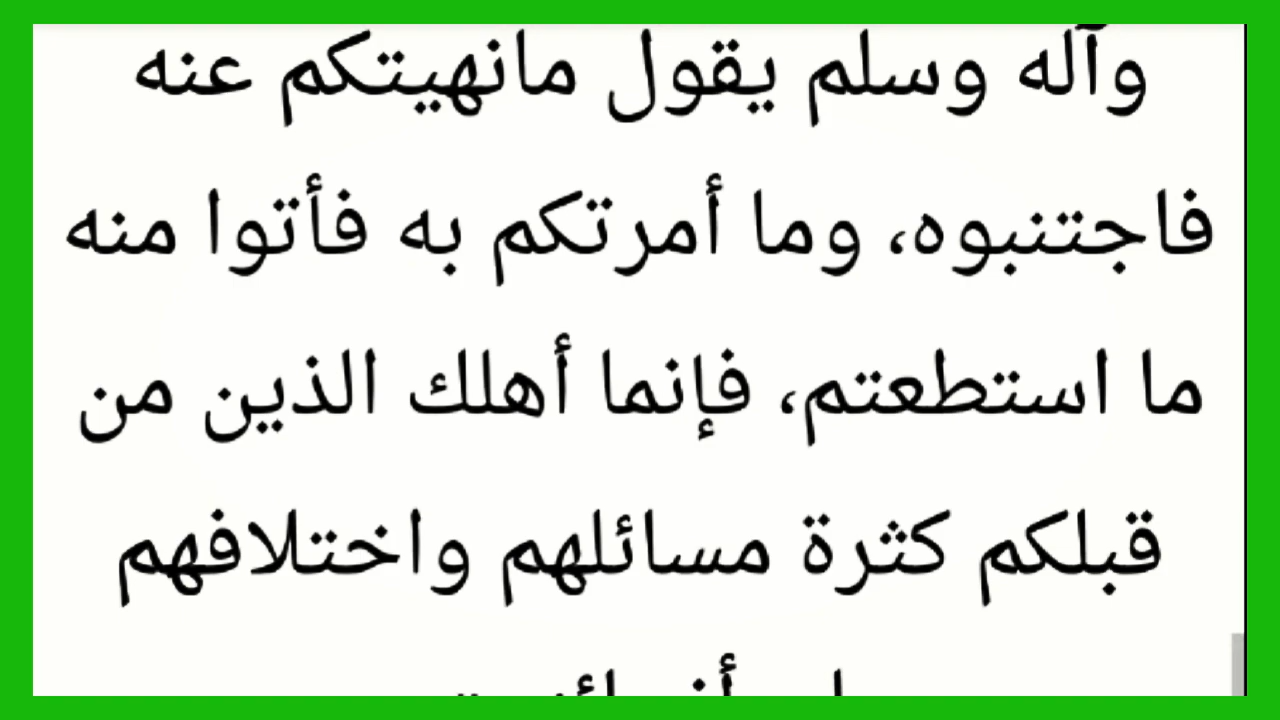 وآله وسلم يقول مانهيتكم عنه
فاجتنبوه، وما أمرتكم به فأتوا منه
ما استطعتم، فإنما أهلك الذين من
قبلكم كثرة مسائلهم واختلافهم